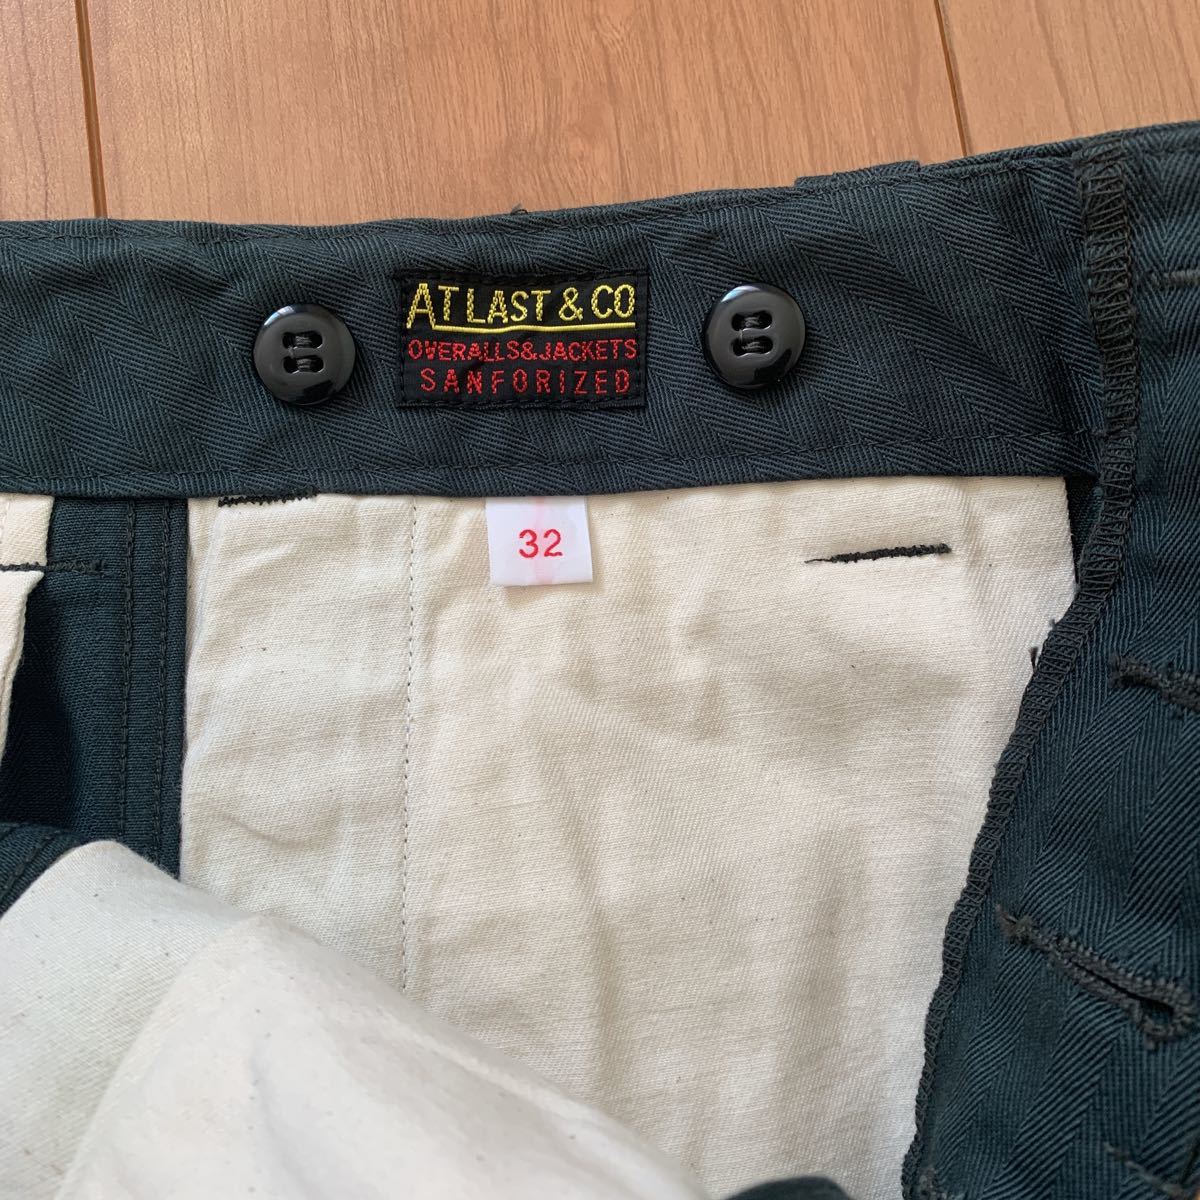 AT LAST & CO
OVERALLS&JACKETS
SANFORIZED
32